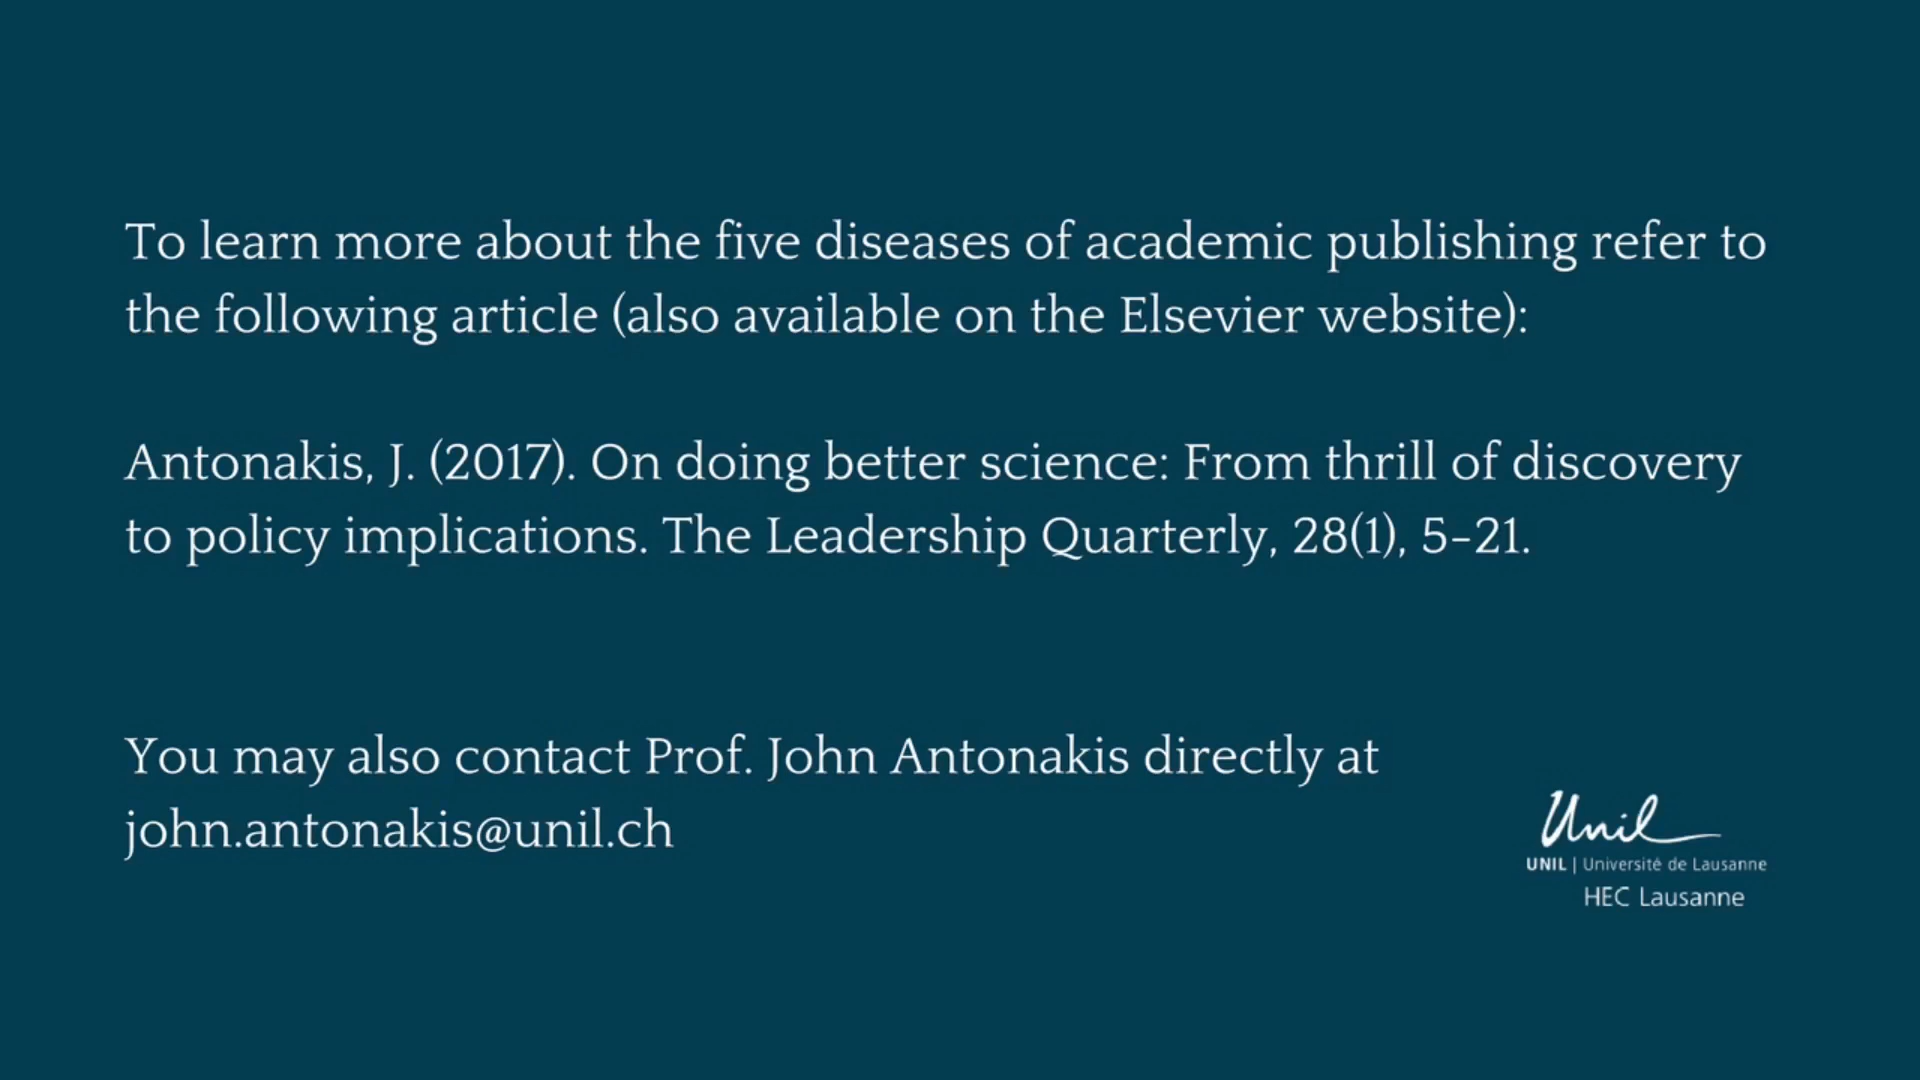 To learn more about the five diseases of academic publishing refer to
the following article (also available on the Elsevier website):
Antonakis, J. (2017). On doing better science: From thrill of discovery
to policy implications. The Leadership Quarterly, 28(1), 5-21.
You may also contact Prof. John Antonakis directly at
john.antonakis@unil.ch
Unil
UNIL | Université de Lausanne
HEC Lausanne